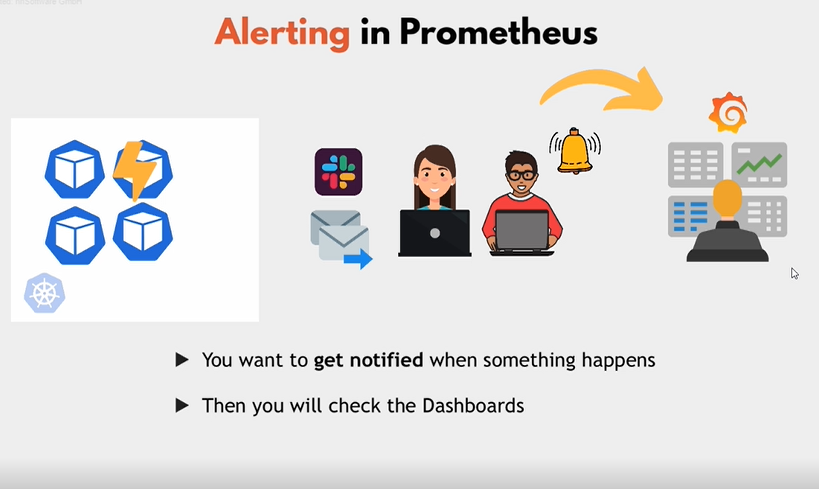 Alerting in Prometheus
You want to get notified when something happens
Then you will check the Dashboards